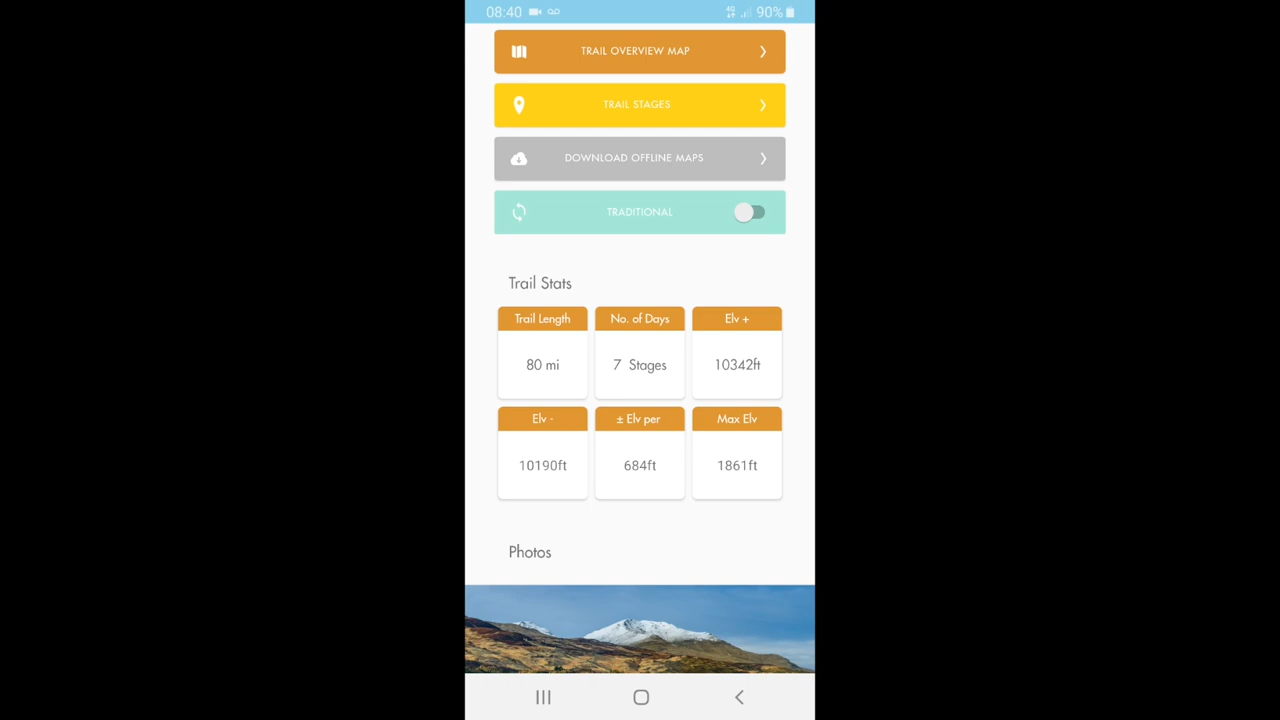 08:40 4G 90%
TRAIL OVERVIEW MAP
TRAIL STAGES
DOWNLOAD OFFLINE MAPS
TRADITIONAL
Trail Stats
Trail Length No. of Days Elv +
80 mi 7 Stages 10342ft
Elv - ± Elv per Max Elv
10190ft 684ft 1861ft
Photos